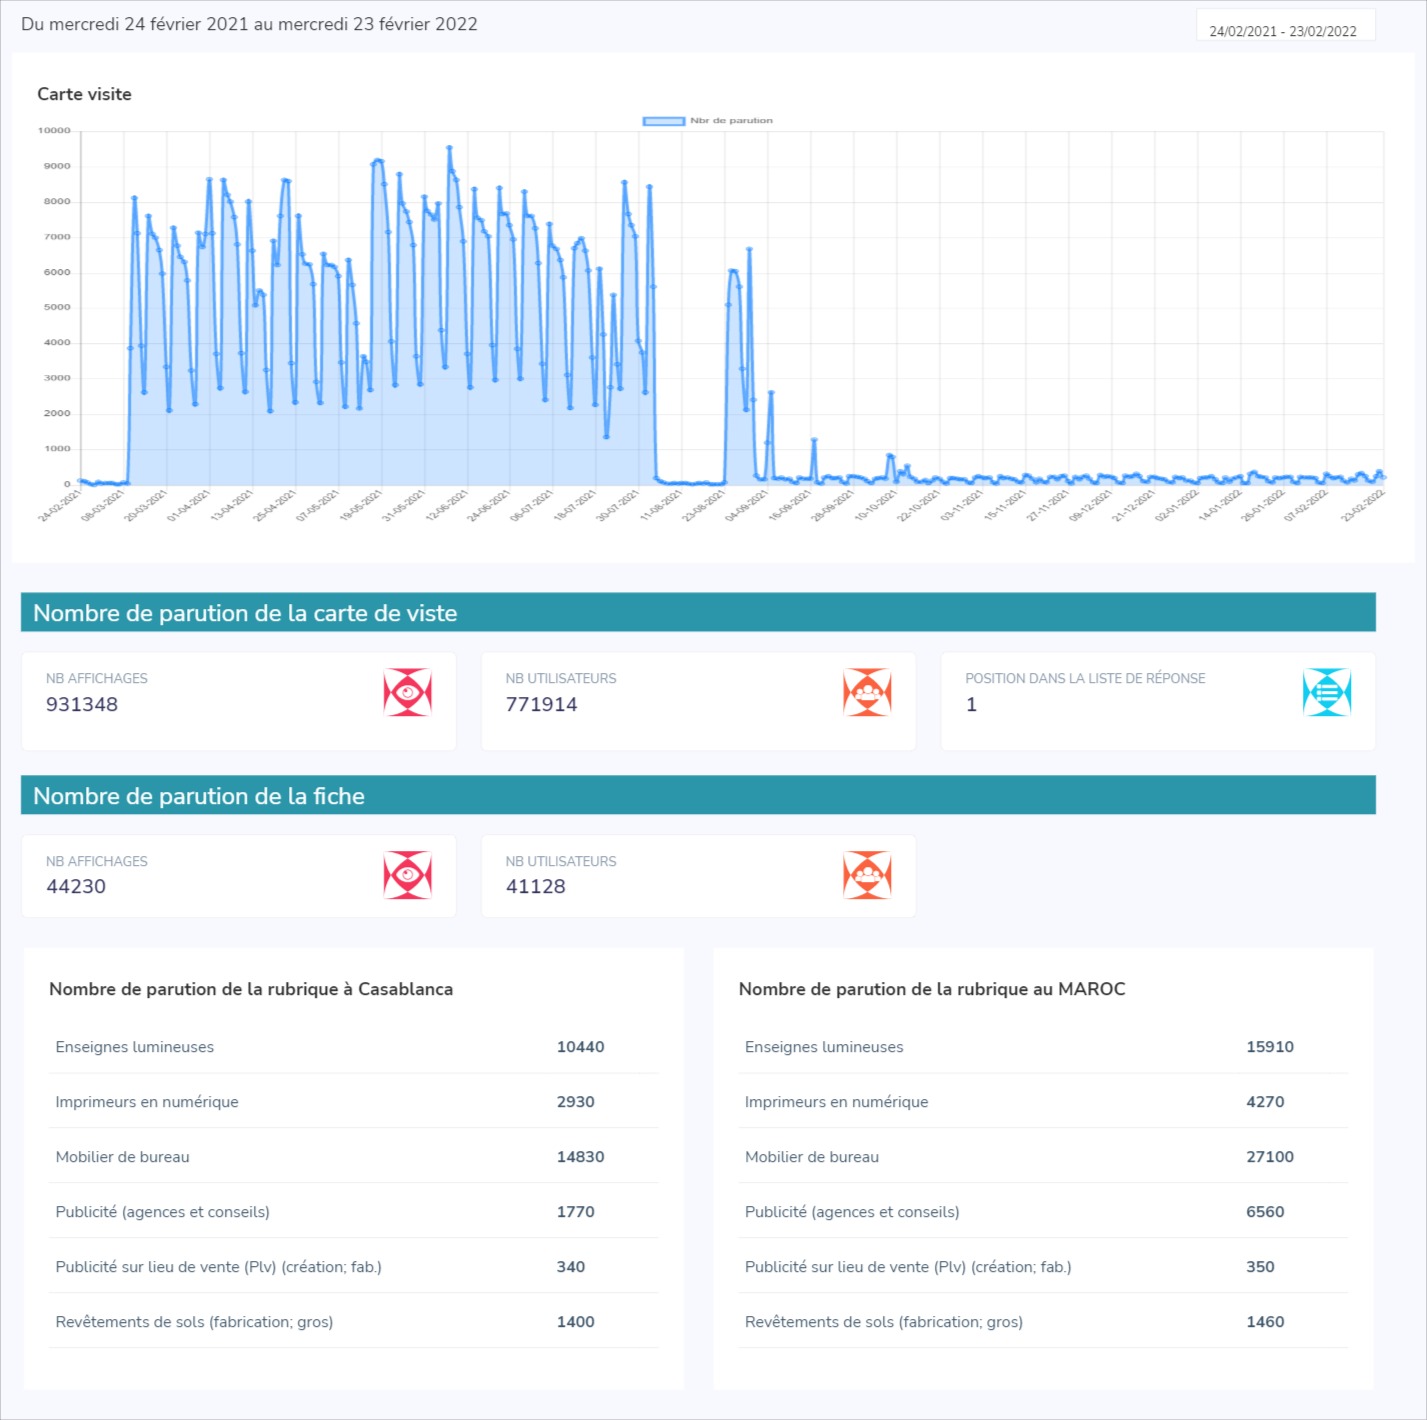 Du mercredi 24 février 2021 au mercredi 23 février 2022
24/02/2021 - 23/02/2022
Carte visite
Nbr de parution
10000
9000
8000
7000
6000
5000
4000
3000
2000
1000
0
24-02-2021
08-03-2021
20-03-2021
01-04-2021
13-04-2021
25-04-2021
07-05-2021
19-05-2021
31-05-2021
12-06-2021
24-06-2021
06-07-2021
18-07-2021
30-07-2021
11-08-2021
23-08-2021
04-09-2021
16-09-2021
28-09-2021
10-10-2021
22-10-2021
03-11-2021
15-11-2021
27-11-2021
09-12-2021
21-12-2021
02-01-2022
14-01-2022
26-01-2022
07-02-2022
23-02-2022
Nombre de parution de la carte de viste
NB AFFICHAGES
931348
NB UTILISATEURS
771914
POSITION DANS LA LISTE DE RÉPONSE
1
Nombre de parution de la fiche
NB AFFICHAGES
44230
NB UTILISATEURS
41128
Nombre de parution de la rubrique à Casablanca
Enseignes lumineuses 10440
Imprimeurs en numérique 2930
Mobilier de bureau 14830
Publicité (agences et conseils) 1770
Publicité sur lieu de vente (Plv) (création; fab.) 340
Revêtements de sols (fabrication; gros) 1400
Nombre de parution de la rubrique au MAROC
Enseignes lumineuses 15910
Imprimeurs en numérique 4270
Mobilier de bureau 27100
Publicité (agences et conseils) 6560
Publicité sur lieu de vente (Plv) (création; fab.) 350
Revêtements de sols (fabrication; gros) 1460